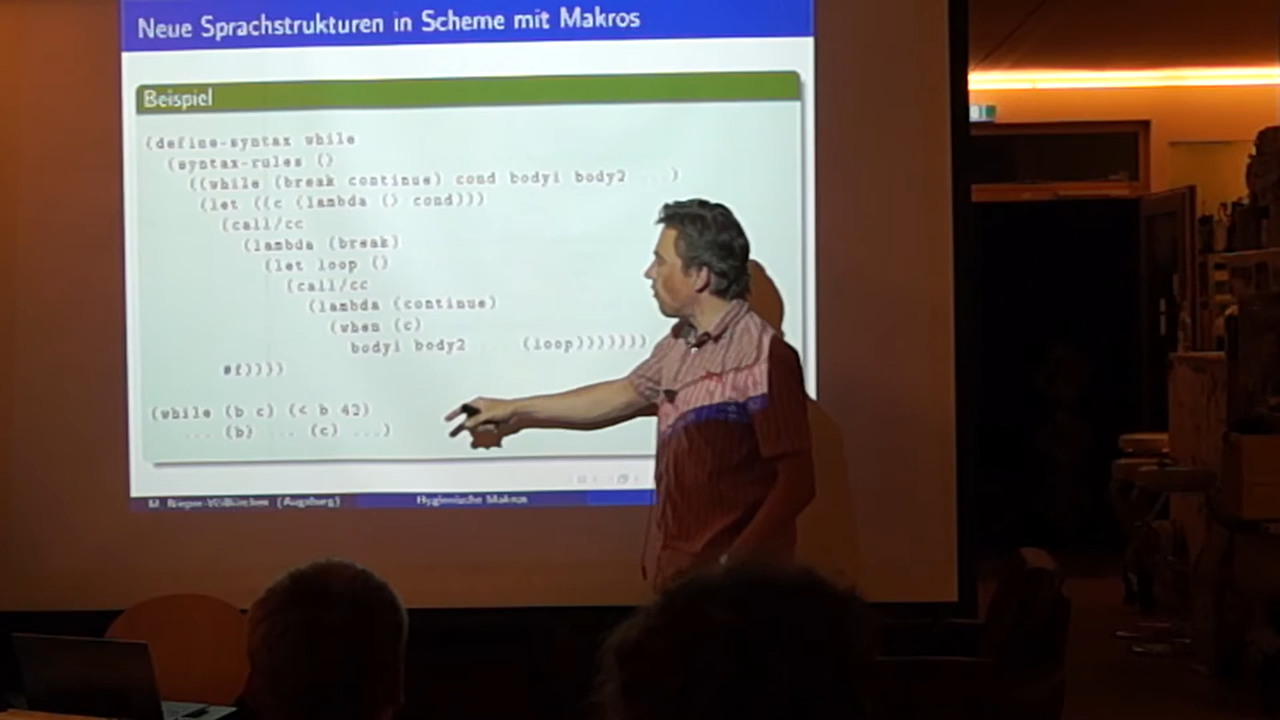 Neue Sprachstrukturen in Scheme mit Makros
Beispiel
(define-syntax while
(syntax-rules ()
((while (break continue) cond body1 body2 ...)
(let ((c (lambda () cond)))
(call/cc
(lambda (break)
(let loop ()
(call/cc
(lambda (continue)
(when (c)
body1 body2 ... (loop)))))))
#f))))
(while (b c) (< b 42)
... (b) ... (c) ...)
(Augsburg)
Hygienische Makros